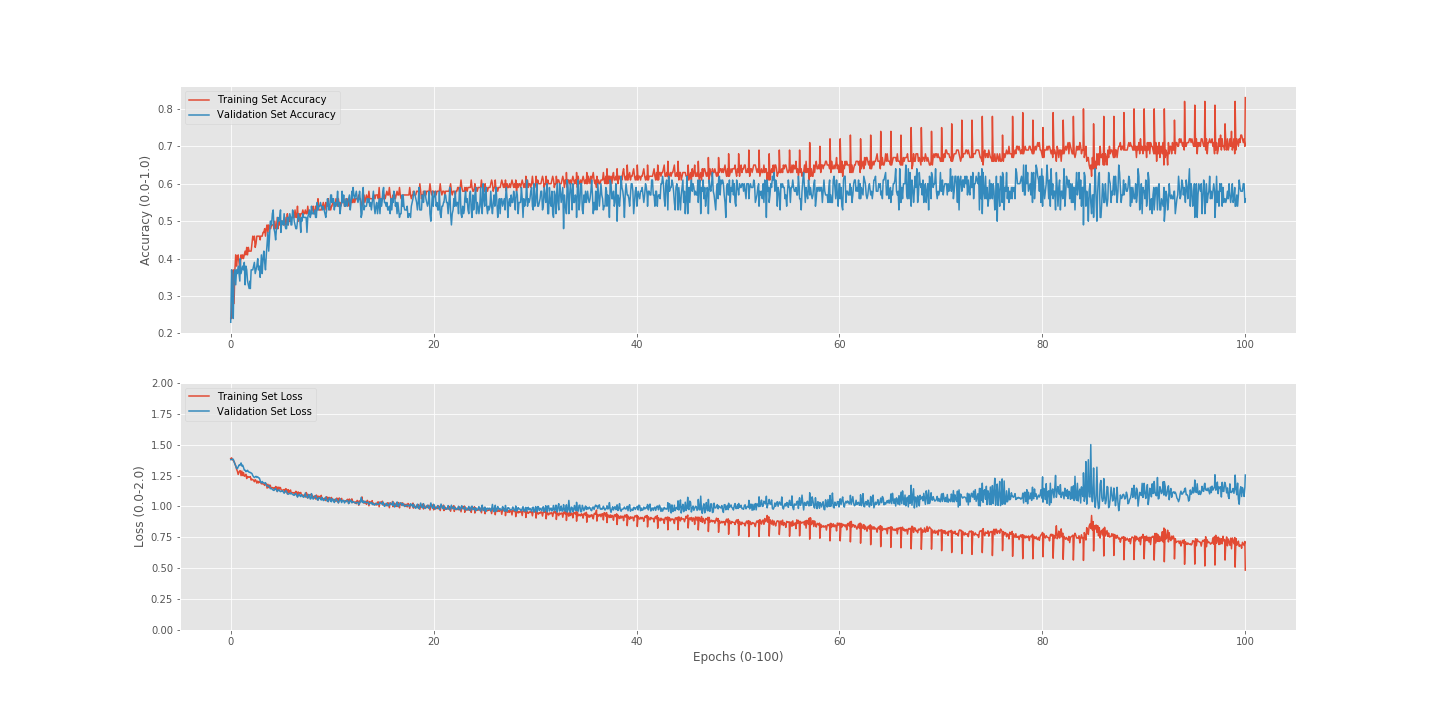 Training Set Accuracy
Validation Set Accuracy
Accuracy (0.0-1.0)
0.8
0.7
0.6
0.5
0.4
0.3
0.2
0 20 40 60 80 100
Training Set Loss
Validation Set Loss
Loss (0.0-2.0)
2.00
1.75
1.50
1.25
1.00
0.75
0.50
0.25
0.00
0 20 40 60 80 100
Epochs (0-100)